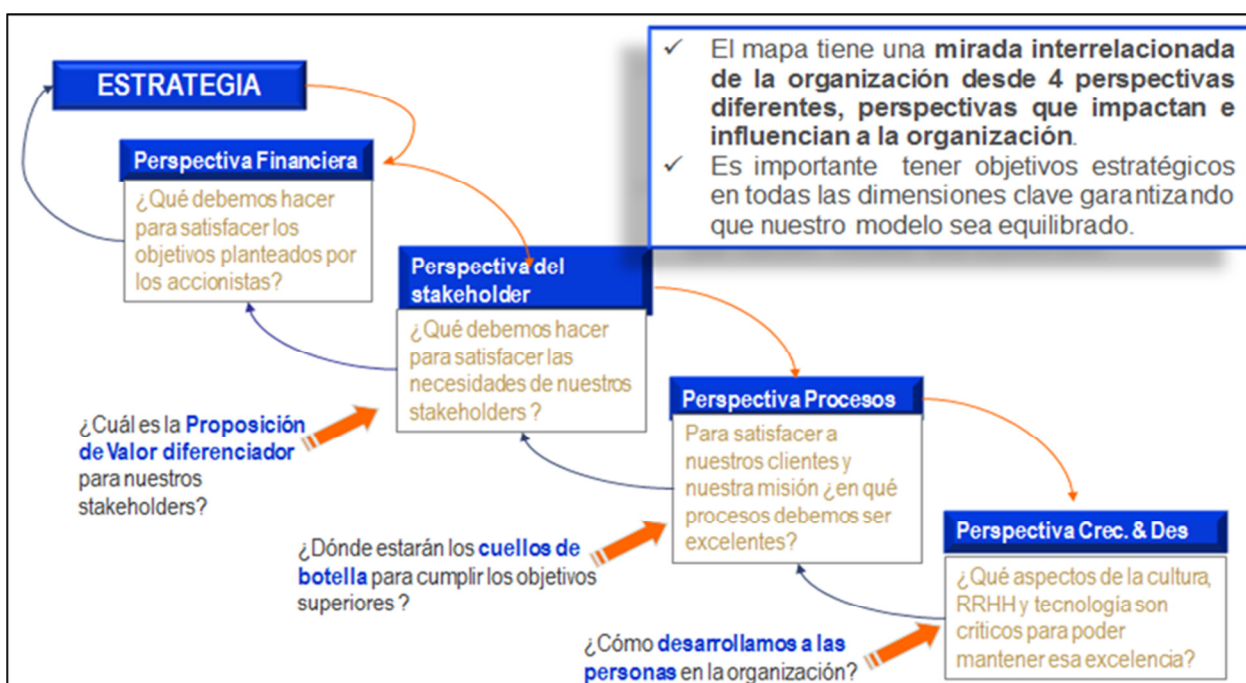 ESTRATEGIA
✓ El mapa tiene una mirada interrelacionada
de la organización desde 4 perspectivas
diferentes, perspectivas que impactan e
influencian a la organización.
✓ Es importante tener objetivos estratégicos
en todas las dimensiones clave garantizando
que nuestro modelo sea equilibrado.
Perspectiva Financiera
¿Qué debemos hacer
para satisfacer los
objetivos planteados por
los accionistas?
Perspectiva del
stakeholder
¿Qué debemos hacer
para satisfacer las
necesidades de nuestros
stakeholders ?
¿Cuál es la Proposición
de Valor diferenciador
para nuestros
stakeholders?
Perspectiva Procesos
Para satisfacer a
nuestros clientes y
nuestra misión ¿en qué
procesos debemos ser
excelentes?
¿Dónde estarán los cuellos de
botella para cumplir los objetivos
superiores ?
Perspectiva Crec. & Des
¿Qué aspectos de la cultura,
RRHH y tecnología son
críticos para poder
mantener esa excelencia?
¿Cómo desarrollamos a las
personas en la organización?